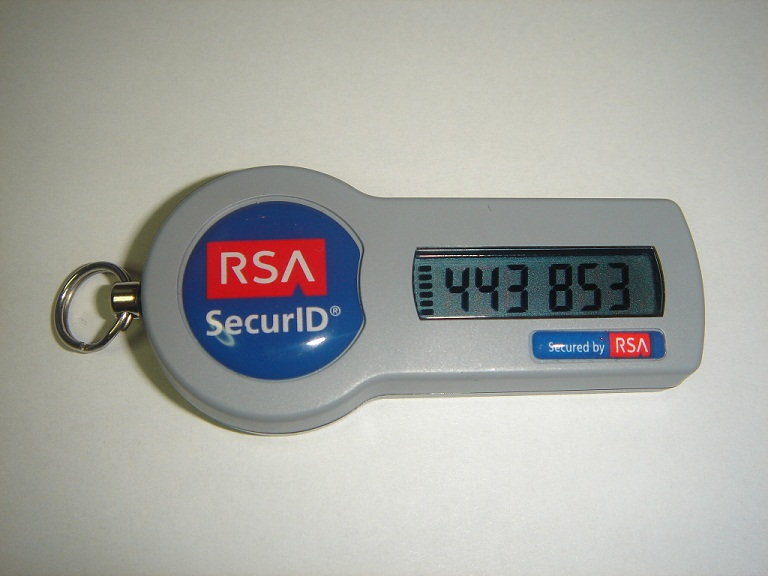 RSA
SecurID®
443 853
Secured by RSA